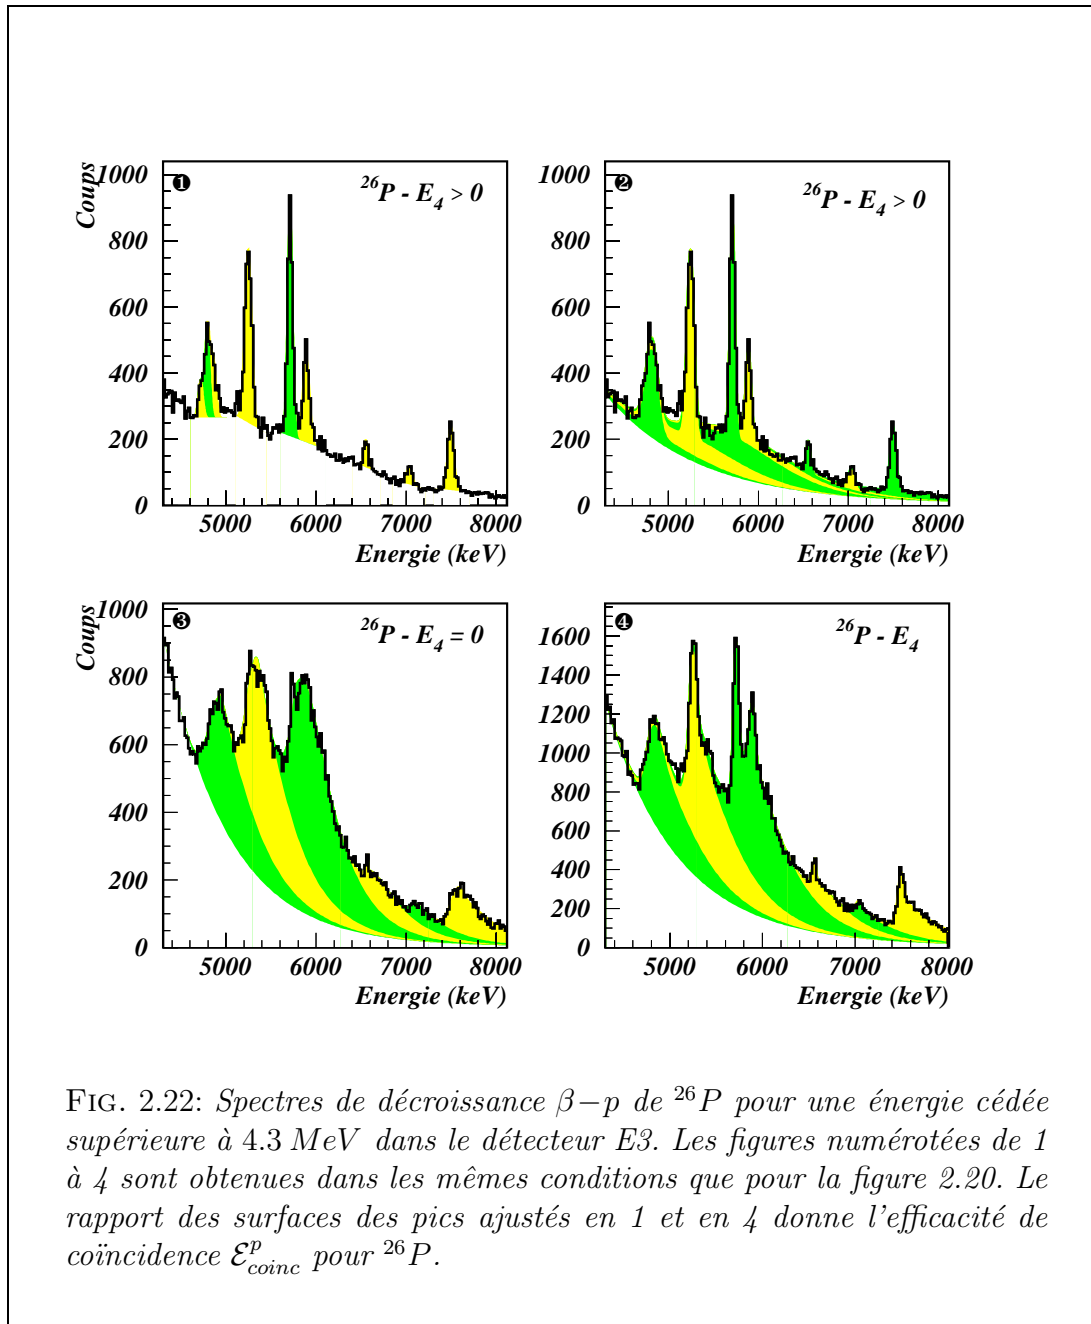 Coups
1000
800
600
400
200
0
❶
²⁶P - E₄ > 0
5000 6000 7000 8000
Energie (keV)
1000
800
600
400
200
0
❷
²⁶P - E₄ > 0
5000 6000 7000 8000
Energie (keV)
Coups
1000
800
600
400
200
0
❸
²⁶P - E₄ = 0
5000 6000 7000 8000
Energie (keV)
1600
1400
1200
1000
800
600
400
200
0
❹
²⁶P - E₄
5000 6000 7000 8000
Energie (keV)
FIG. 2.22: Spectres de décroissance β−p de ²⁶P pour une énergie cédée
supérieure à 4.3 MeV dans le détecteur E3. Les figures numérotées de 1
à 4 sont obtenues dans les mêmes conditions que pour la figure 2.20. Le
rapport des surfaces des pics ajustés en 1 et en 4 donne l'efficacité de
coïncidence ℰᵖ_coinc pour ²⁶P.